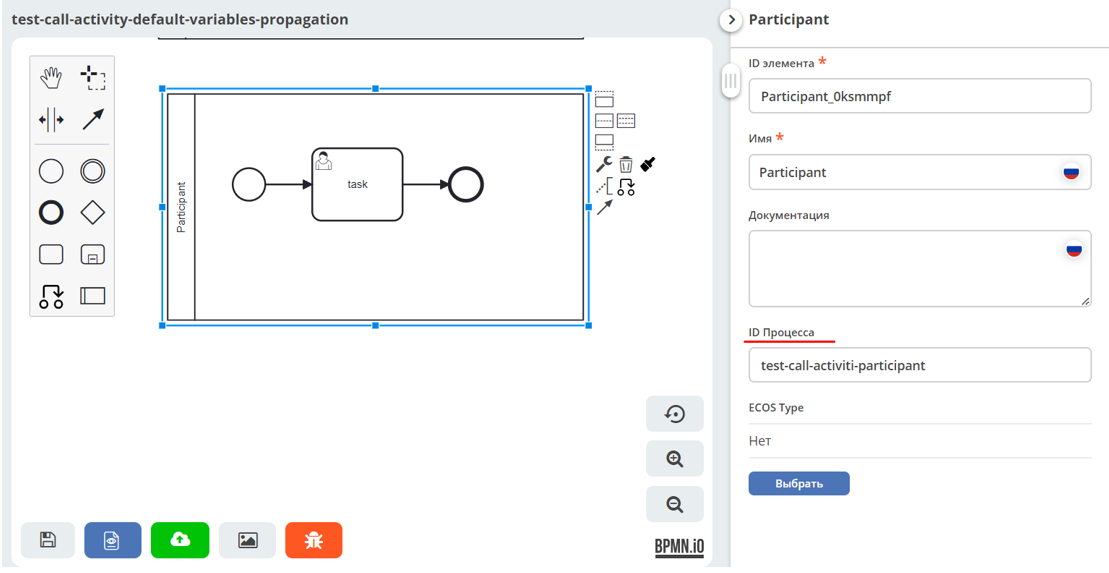 test-call-activity-default-variables-propagation
Participant
task
BPMN.iO
Participant
ID элемента *
Participant_0ksmmpf
Имя *
Participant
Документация
ID Процесса
test-call-activiti-participant
ECOS Type
Нет
Выбрать